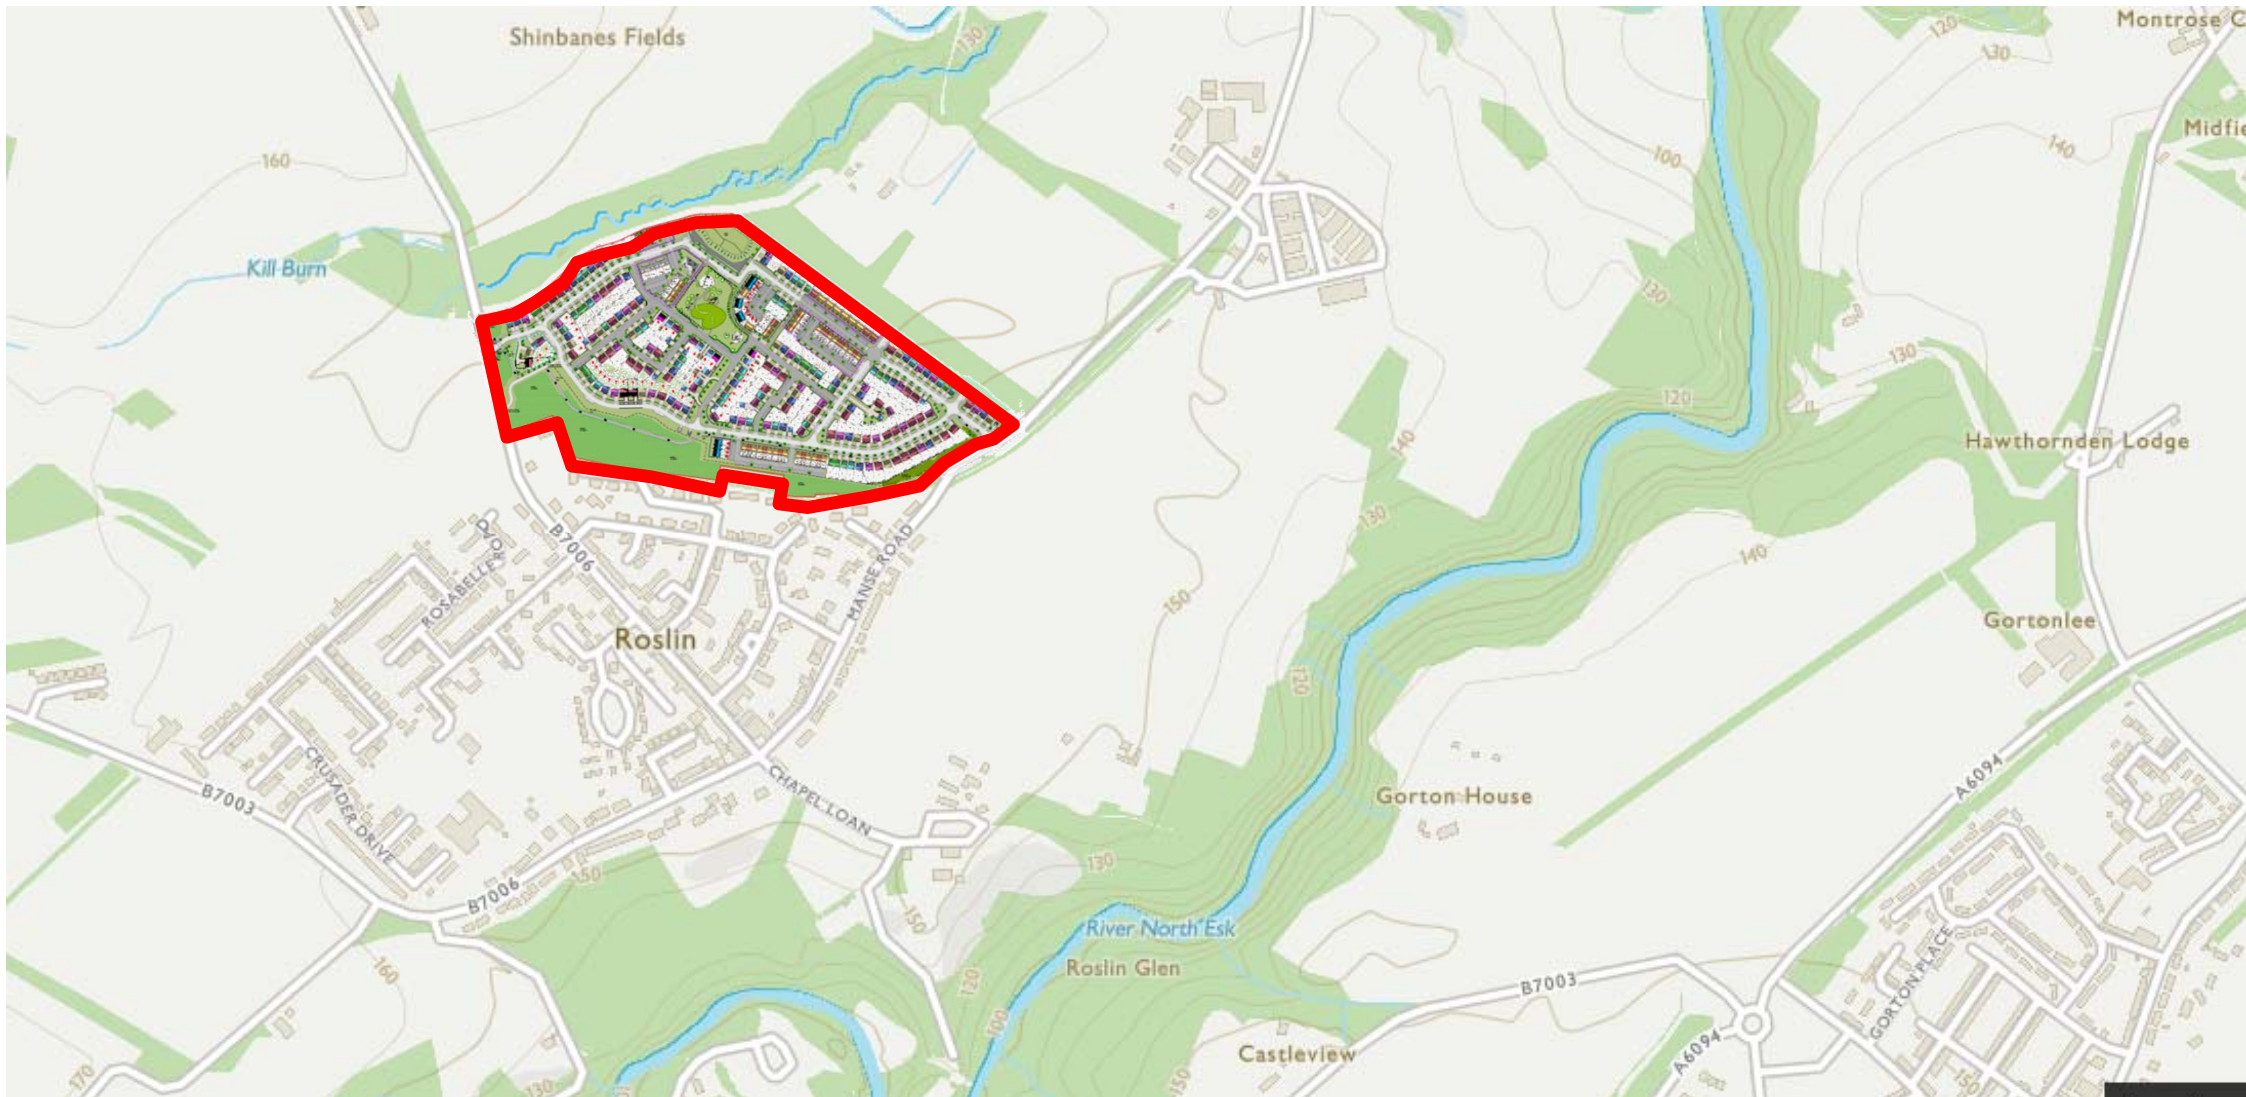 Shinbanes Fields
130
120
Montrose C
130
160
100
140
Midfie
Kill Burn
130
130
120
140
Hawthornden Lodge
130
ROSABELLE ROAD
B7006
MANSE ROAD
140
150
Gortonlee
Roslin
120
CRUSADER DRIVE
B7003
CHAPEL LOAN
Gorton House
A6094
130
150
B7006
150
River North Esk
160
120
Roslin Glen
B7003
GORTON PLACE
100
Castleview
A6094
170
130
150
150